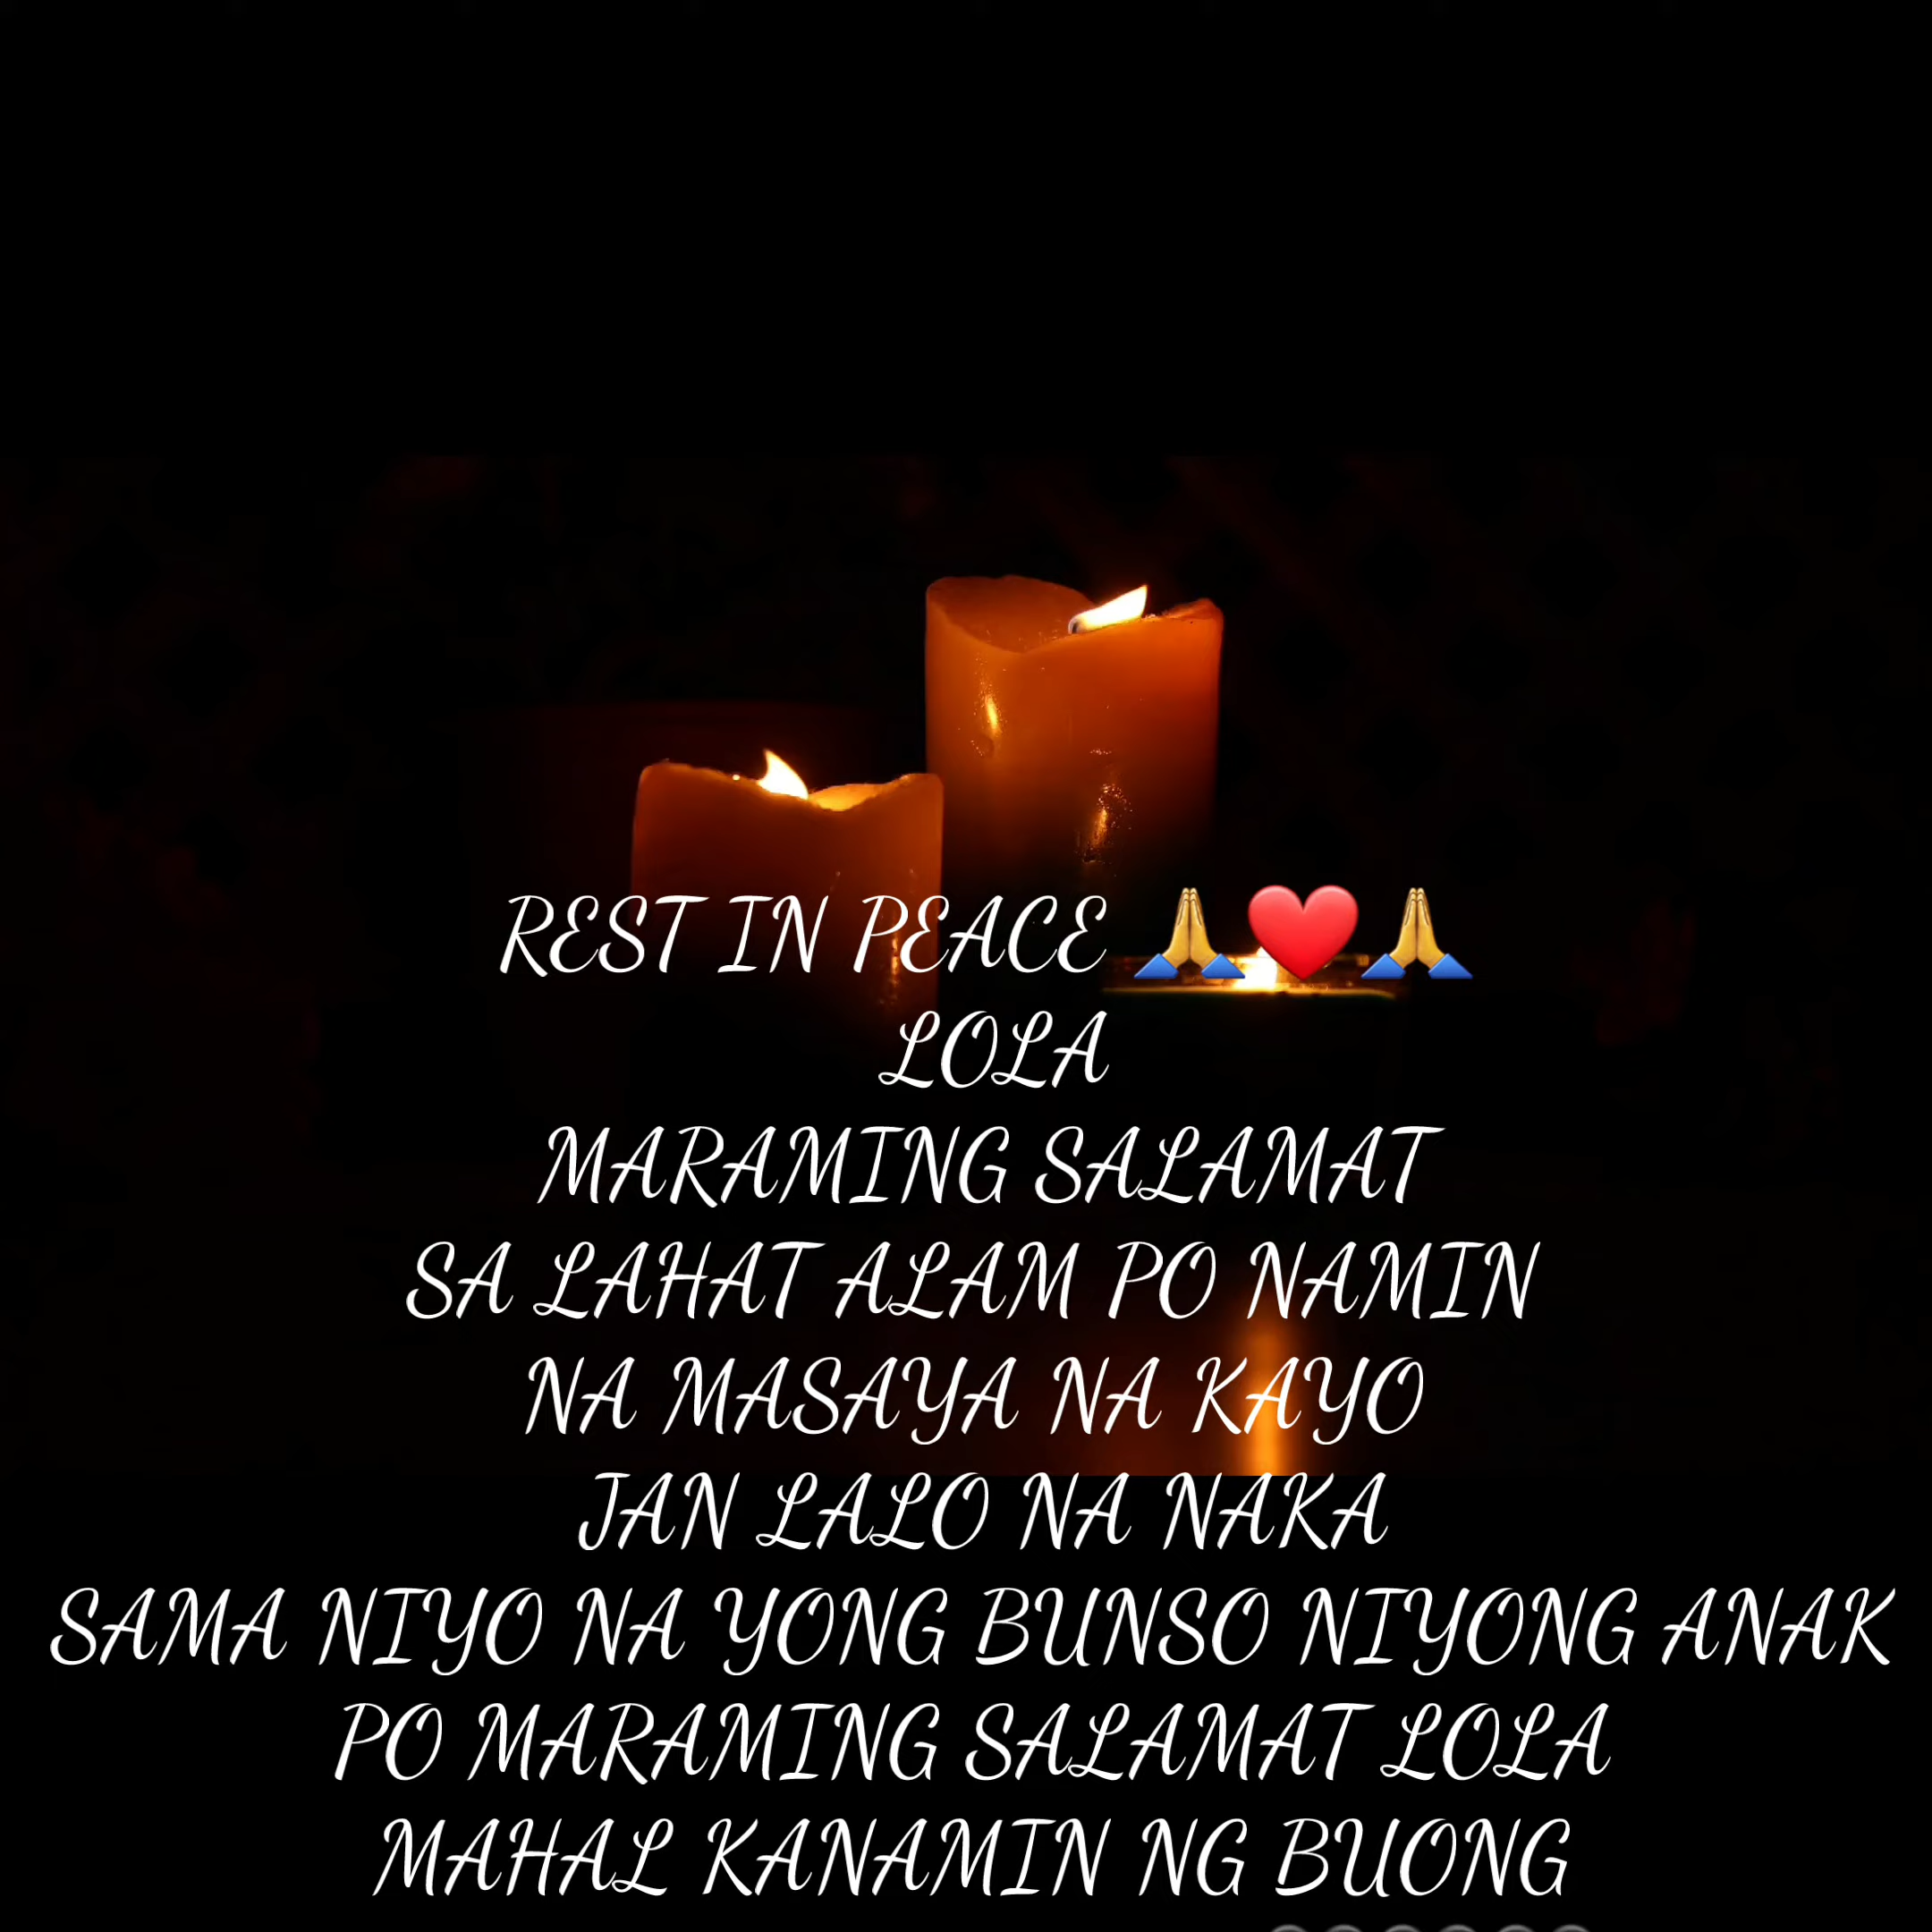 REST IN PEACE 🙏❤️🙏
LOLA
MARAMING SALAMAT
SA LAHAT ALAM PO NAMIN
NA MASAYA NA KAYO
JAN LALO NA NAKA
SAMA NIYO NA YONG BUNSO NIYONG ANAK
PO MARAMING SALAMAT LOLA
MAHAL KANAMIN NG BUONG